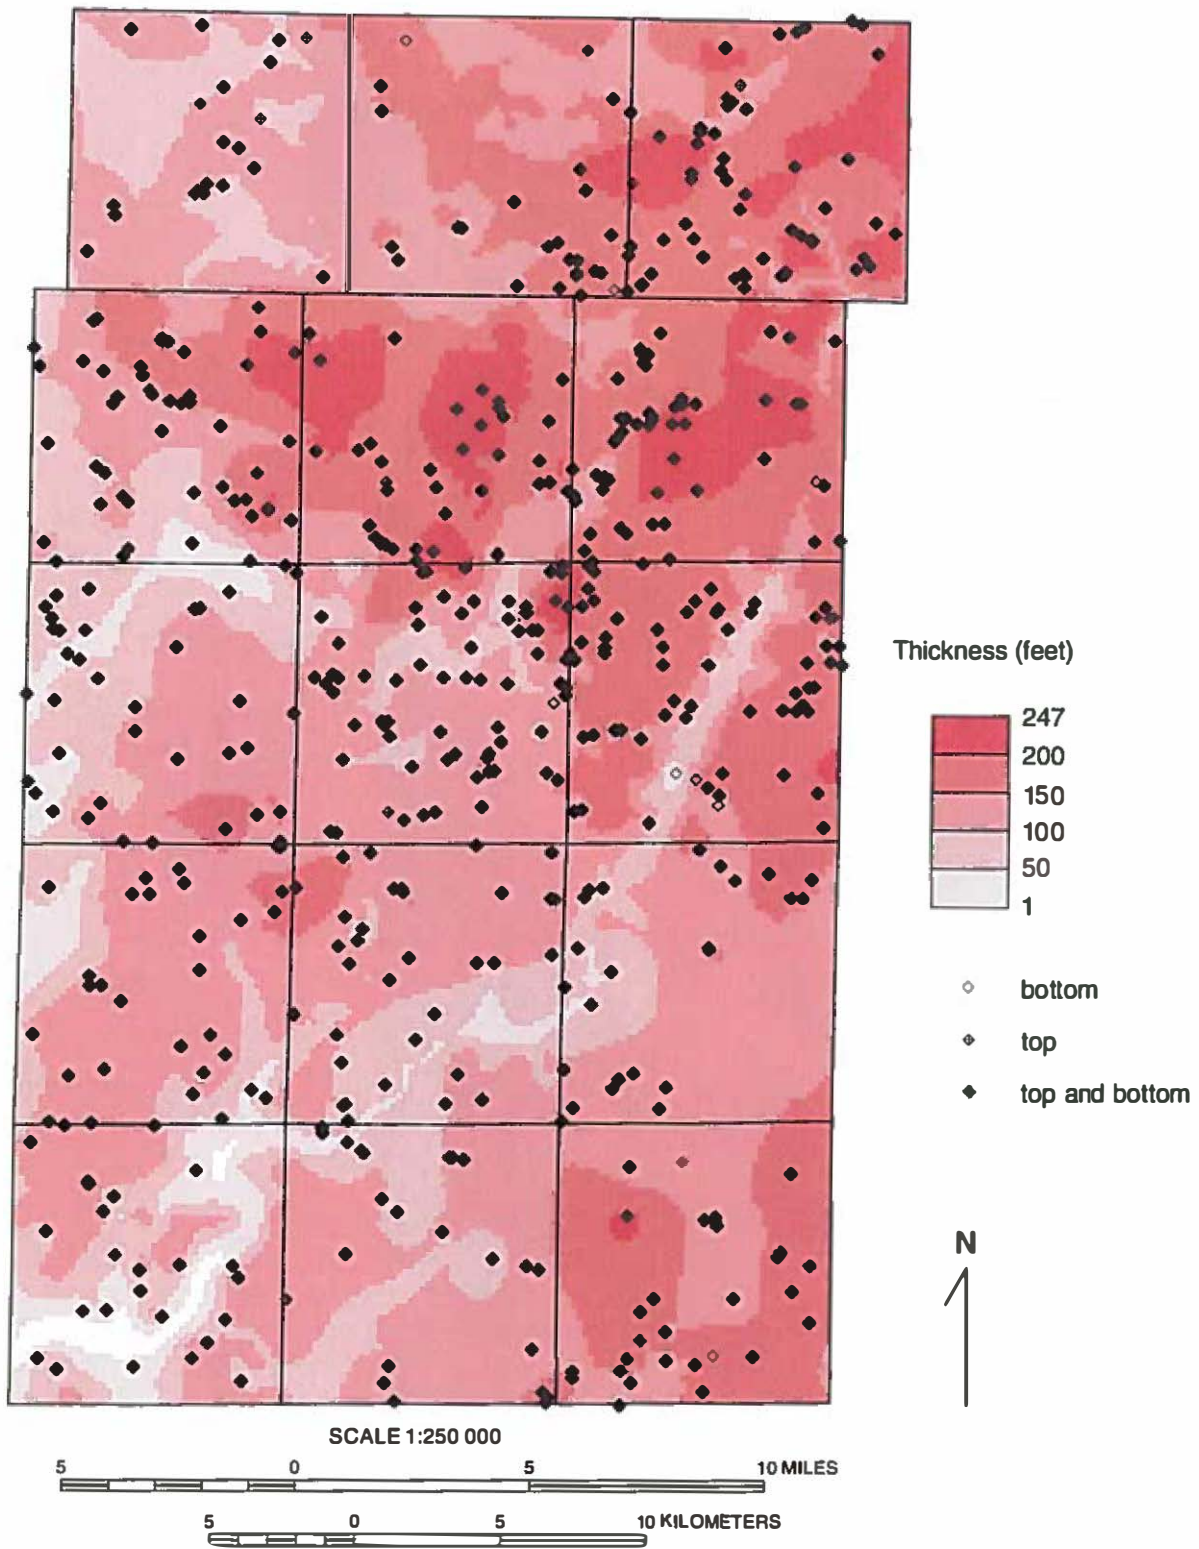 Thickness (feet)
247
200
150
100
50
1
bottom
top
top and bottom
N
SCALE 1:250 000
5 0 5 10 MILES
5 0 5 10 KILOMETERS